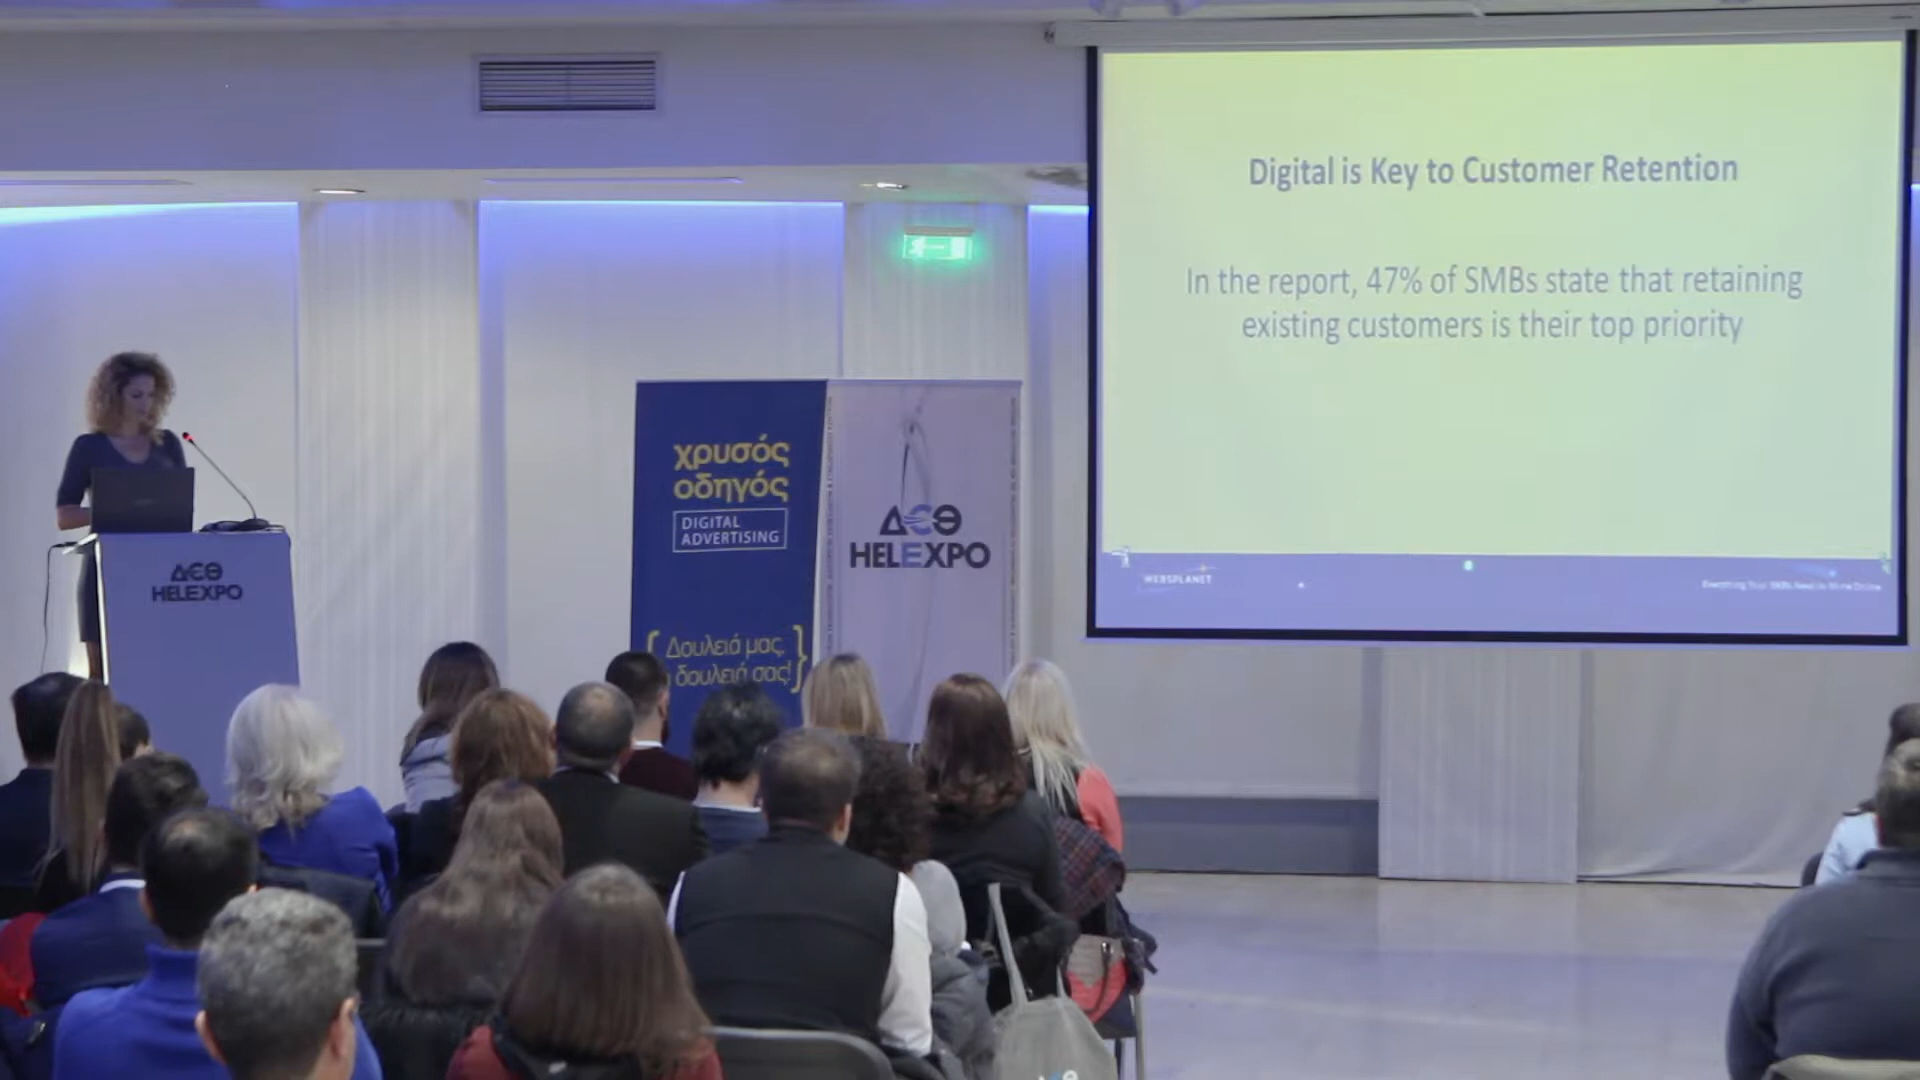 Digital is Key to Customer Retention
In the report, 47% of SMBs state that retaining
existing customers is their top priority
WEBSPLANET
χρυσός
οδηγός
DIGITAL
ADVERTISING
{ Δουλειά μας,
δουλειά σας! }
ΔΕΘ
HELEXPO
ΔΕΘ
HELEXPO